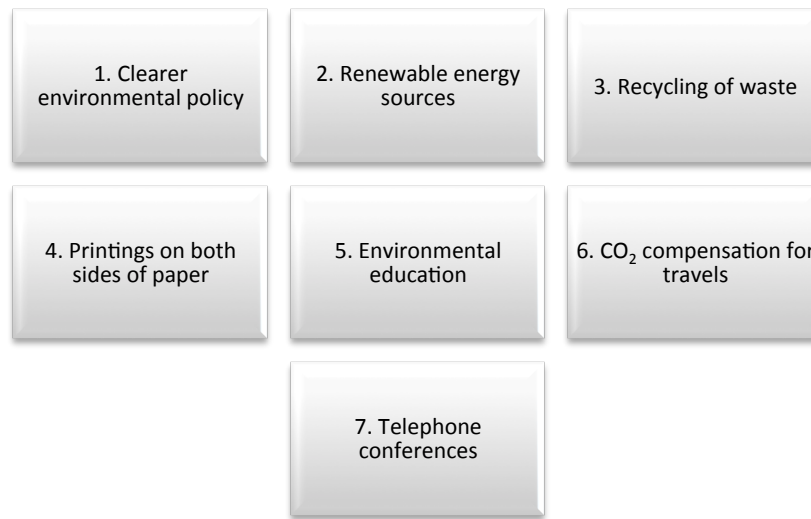 1. Clearer
environmental policy
2. Renewable energy
sources
3. Recycling of waste
4. Printings on both
sides of paper
5. Environmental
education
6. CO₂ compensation for
travels
7. Telephone
conferences